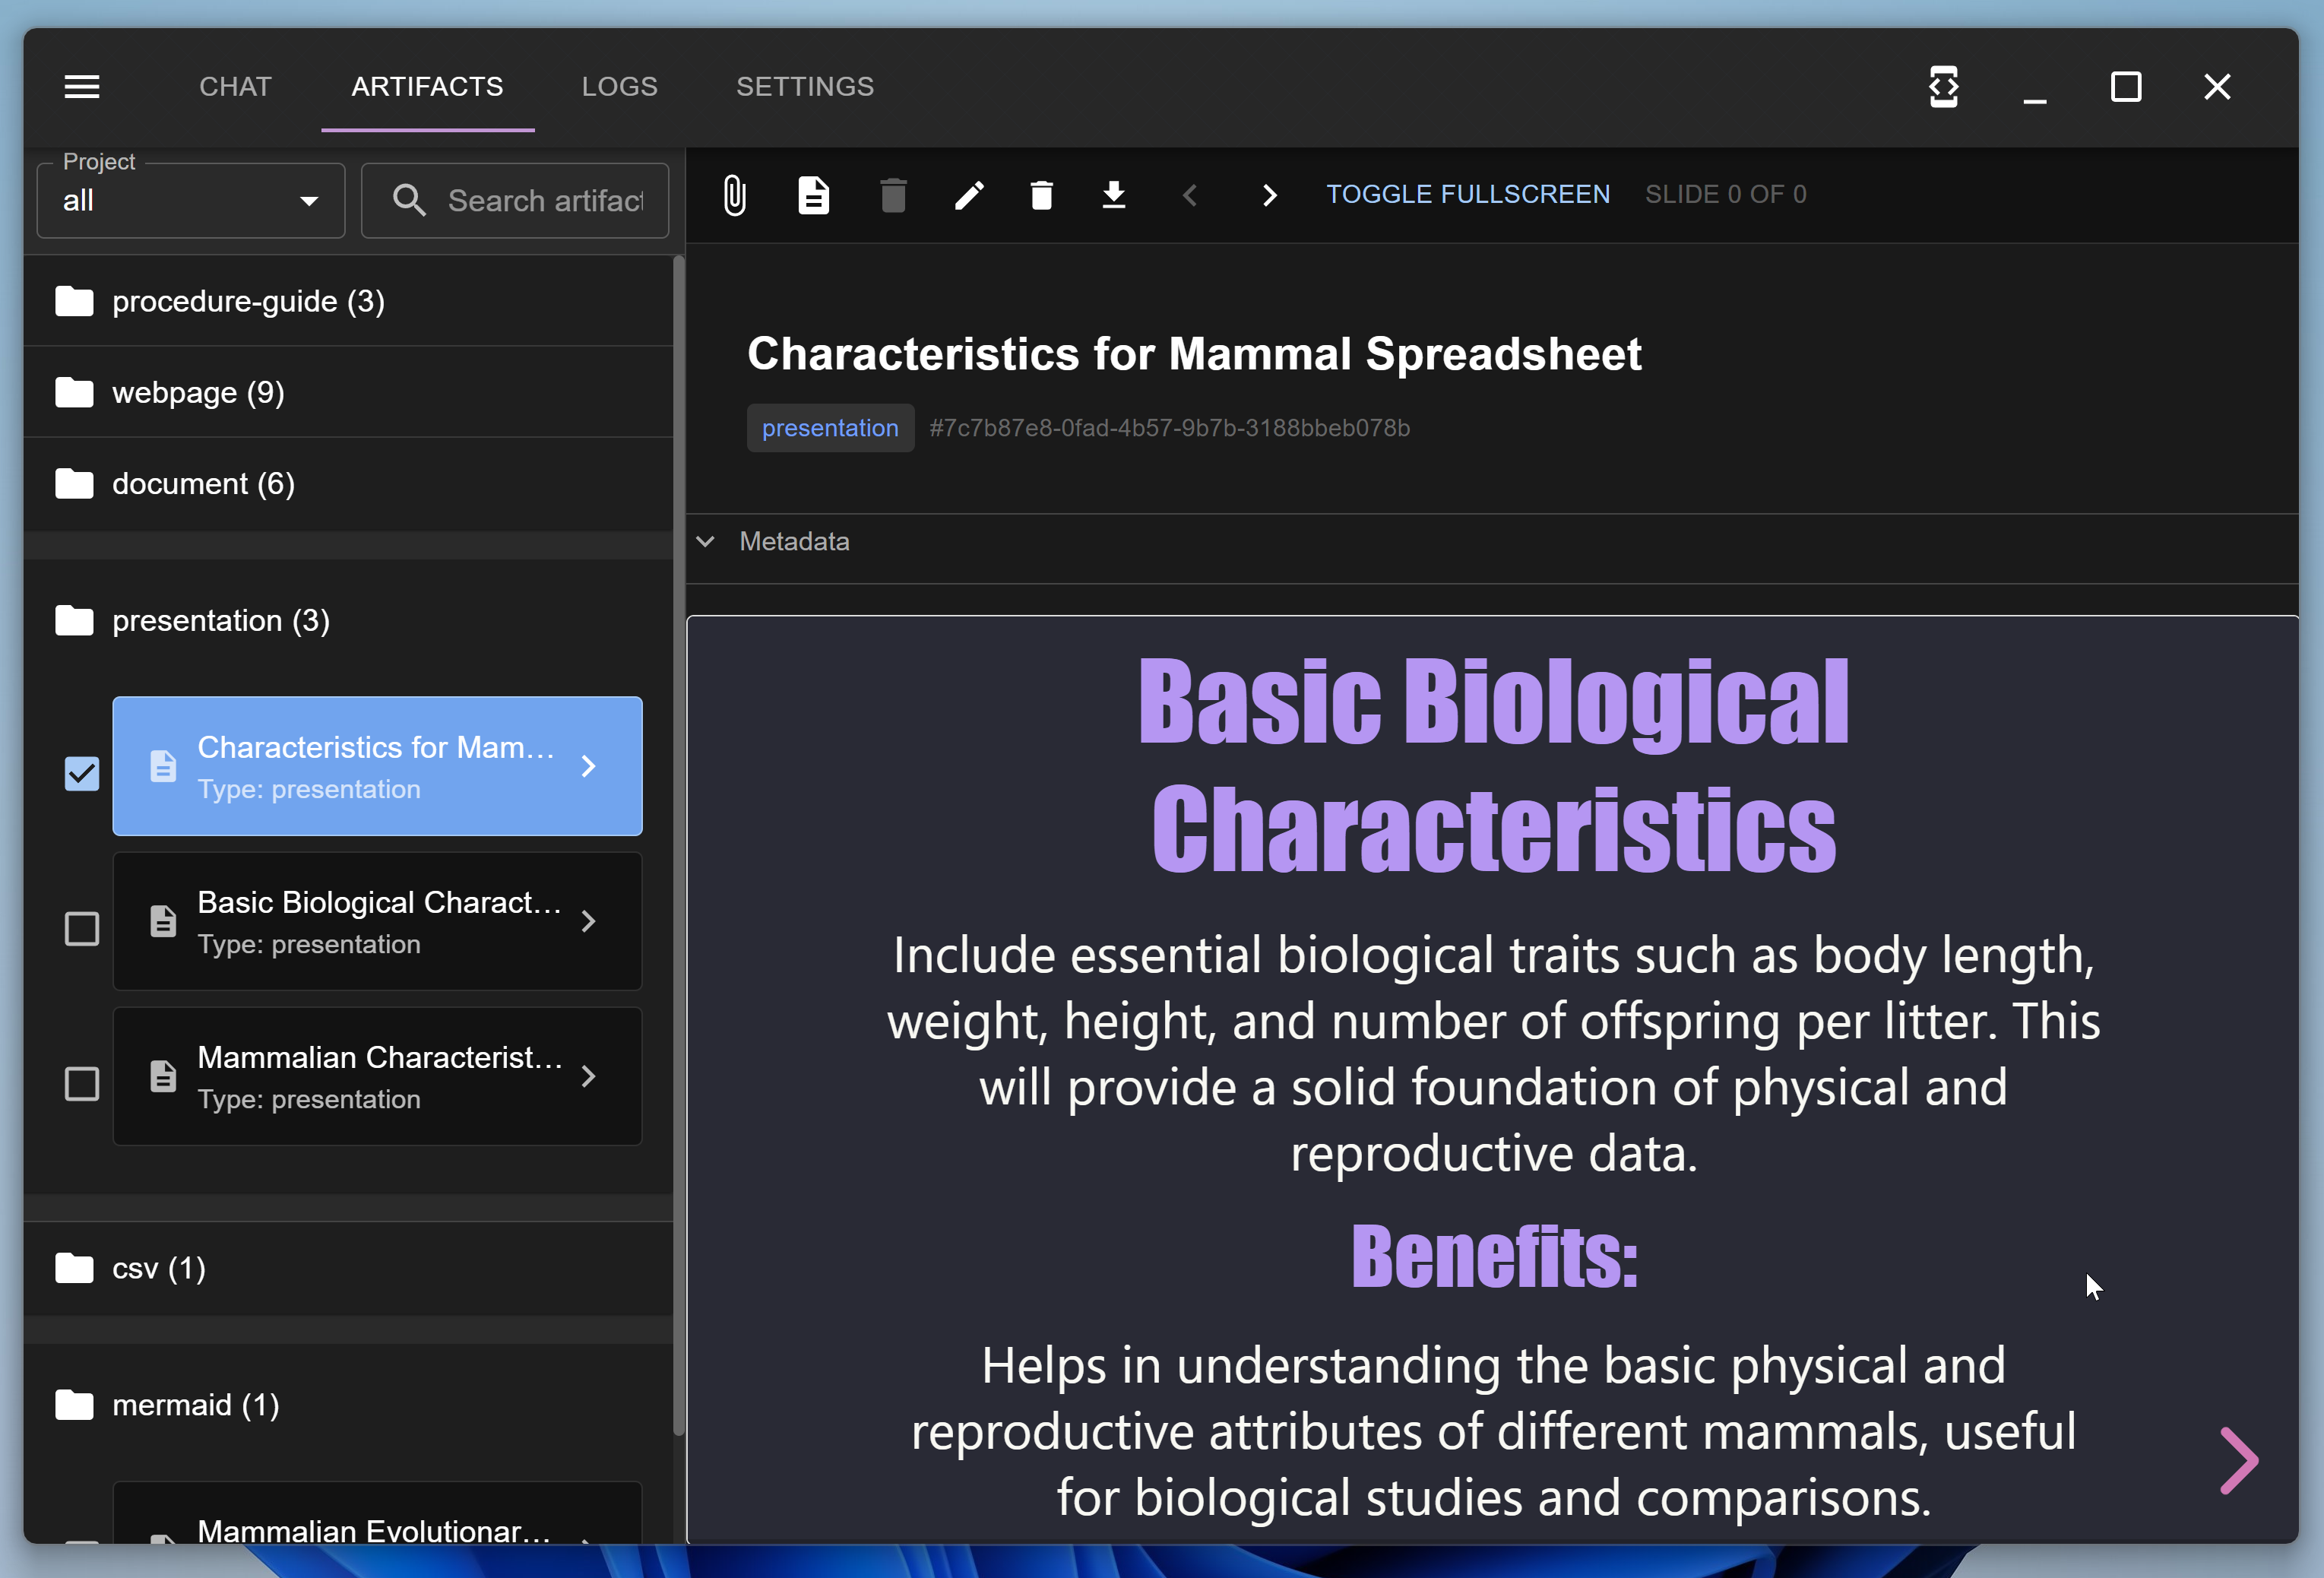 CHAT ARTIFACTS LOGS SETTINGS
Project
all
Search artifact
TOGGLE FULLSCREEN SLIDE 0 OF 0
procedure-guide (3)
webpage (9)
document (6)
presentation (3)
Characteristics for Mam...
Type: presentation
Basic Biological Charact...
Type: presentation
Mammalian Characterist...
Type: presentation
csv (1)
mermaid (1)
Mammalian Evolutionar...
Characteristics for Mammal Spreadsheet
presentation #7c7b87e8-0fad-4b57-9b7b-3188bbeb078b
Metadata
Basic Biological
Characteristics
Include essential biological traits such as body length,
weight, height, and number of offspring per litter. This
will provide a solid foundation of physical and
reproductive data.
Benefits:
Helps in understanding the basic physical and
reproductive attributes of different mammals, useful
for biological studies and comparisons.